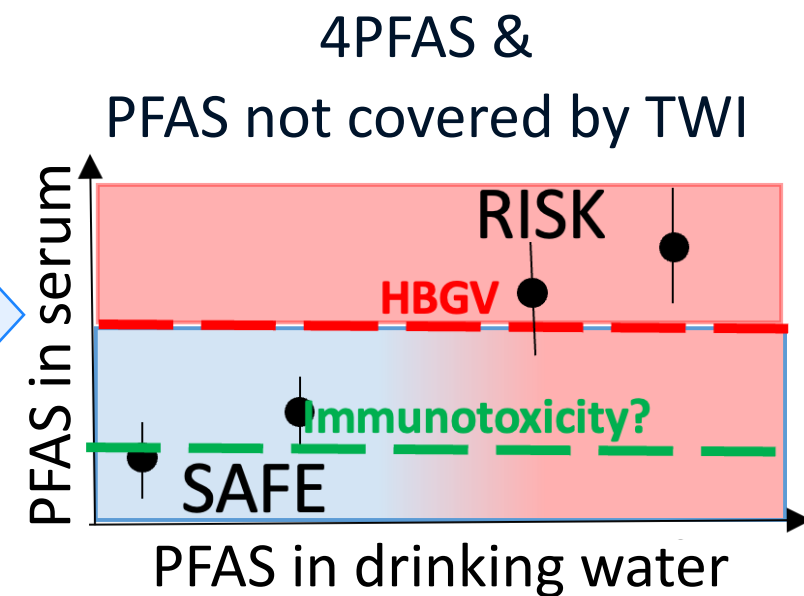 4PFAS &
PFAS not covered by TWI
PFAS in serum
RISK
HBGV
Immunotoxicity?
SAFE
PFAS in drinking water